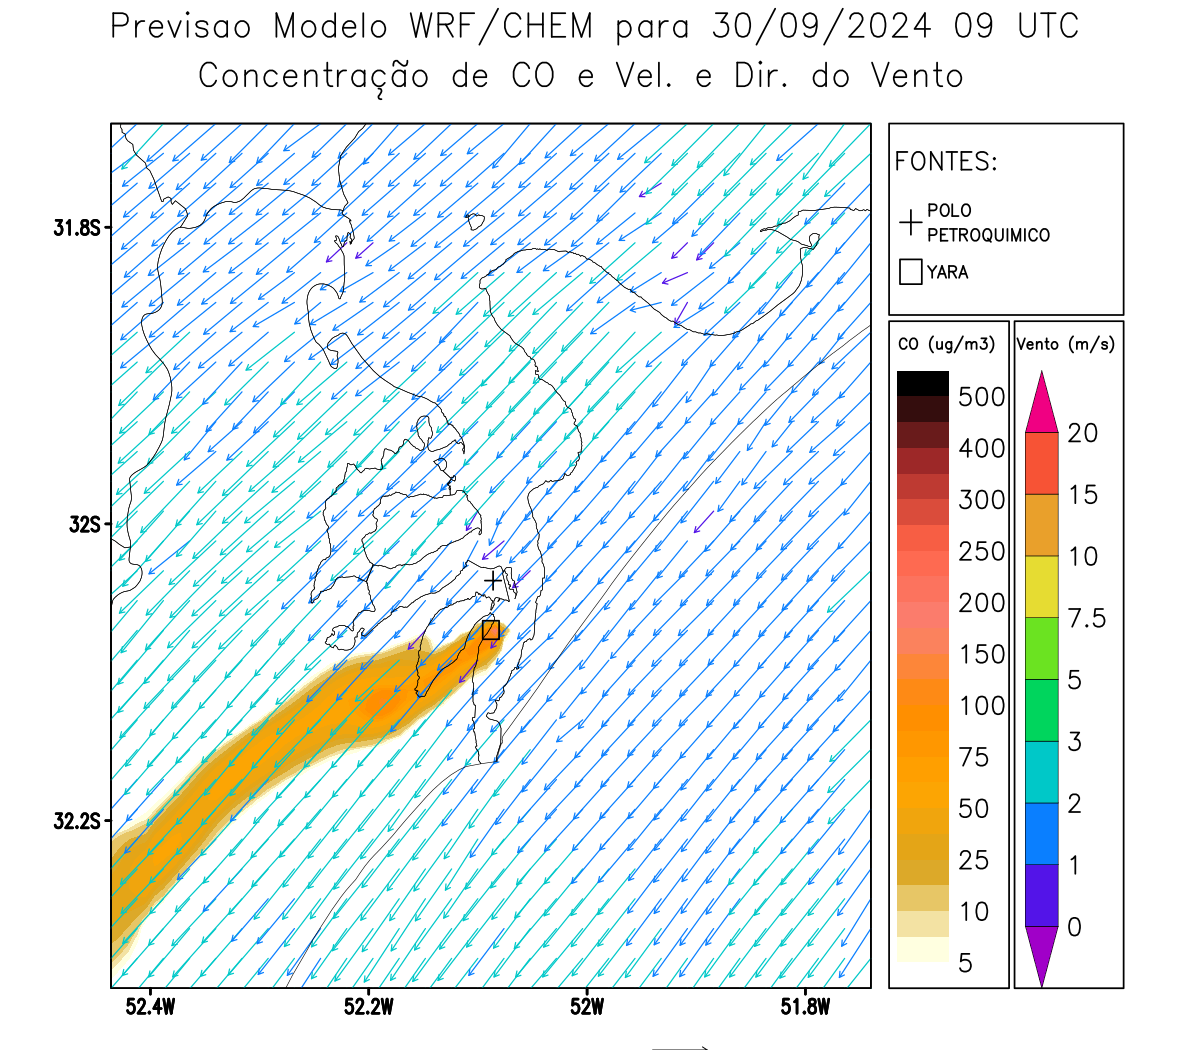 Previsao Modelo WRF/CHEM para 30/09/2024 09 UTC
Concentração de CO e Vel. e Dir. do Vento
FONTES:
POLO
PETROQUIMICO
YARA
31.8S
32S
32.2S
52.4W
52.2W
52W
51.8W
CO (ug/m3)
500
400
300
250
200
150
100
75
50
25
10
5
Vento (m/s)
20
15
10
7.5
5
3
2
1
0